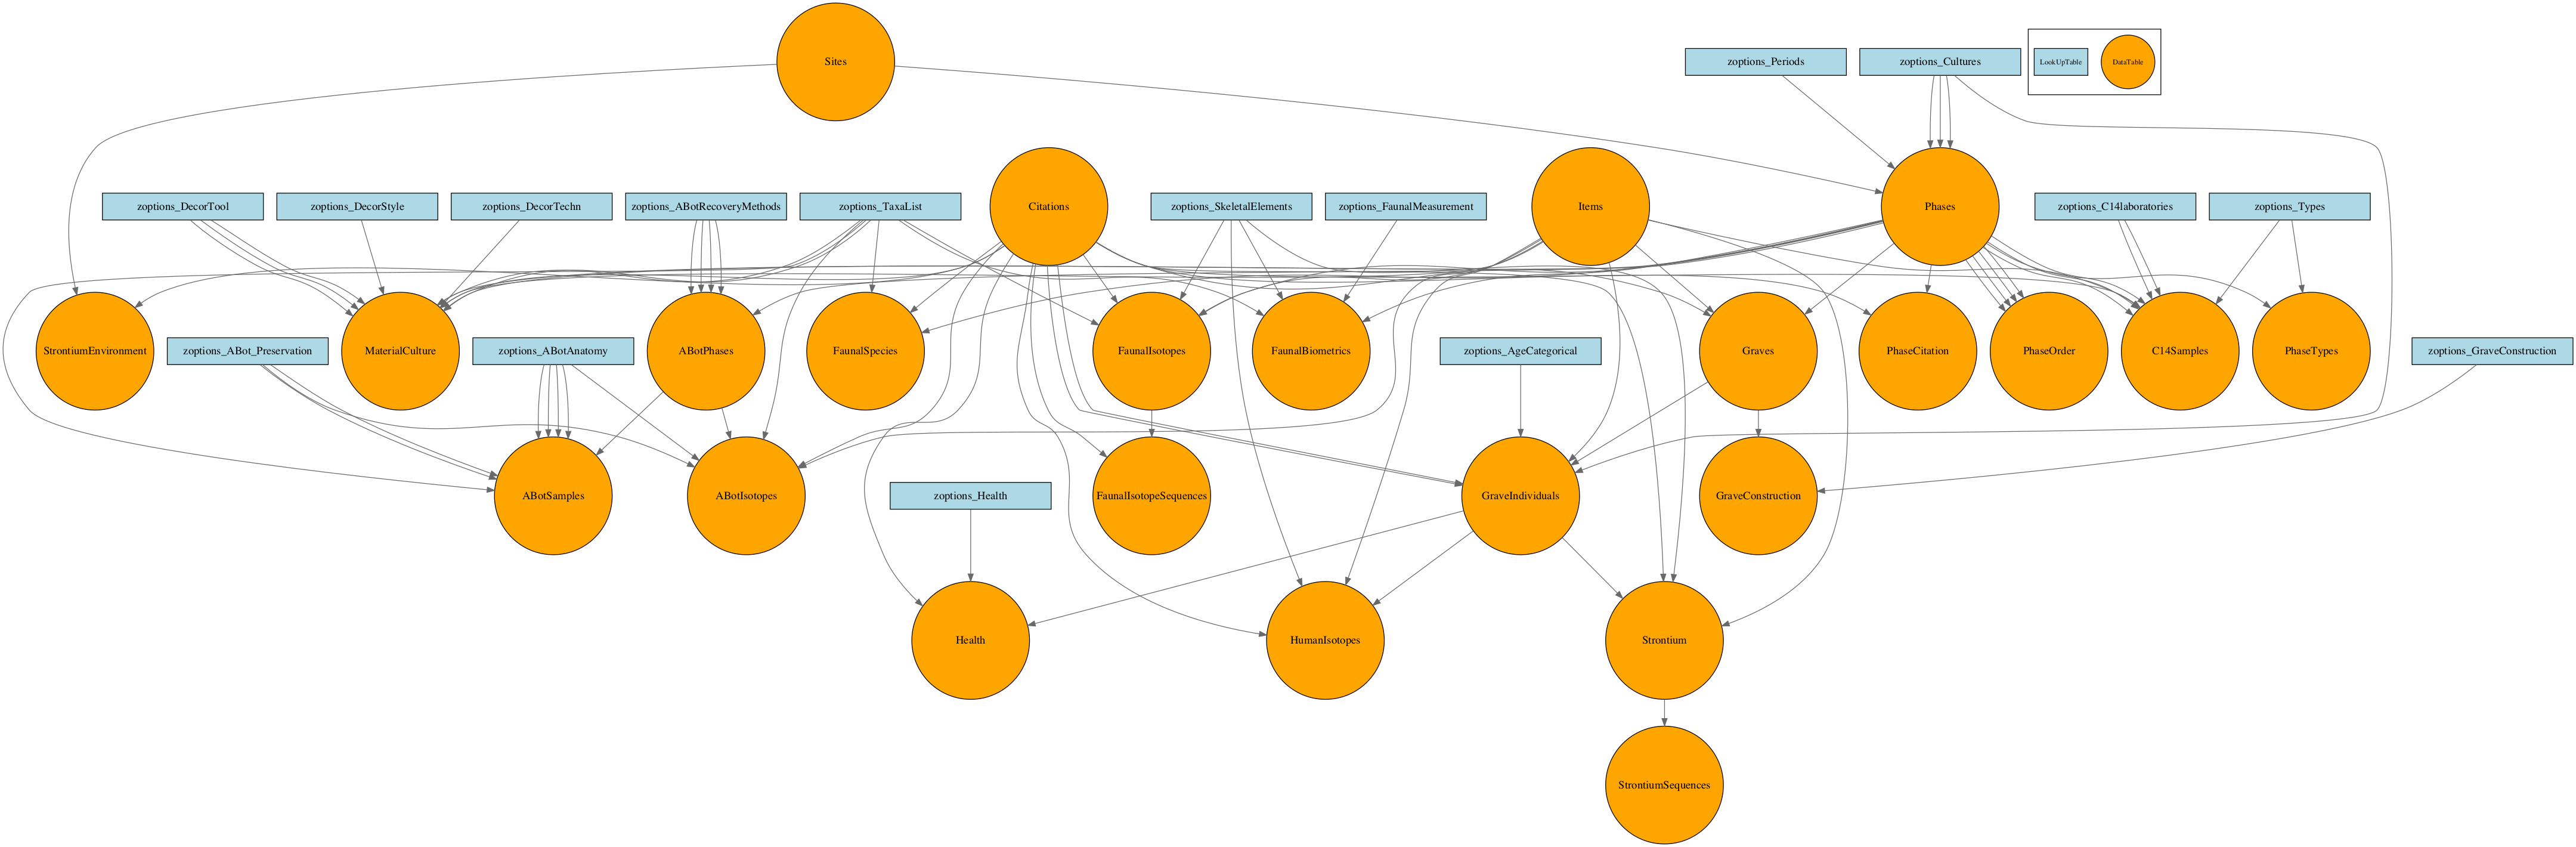 Sites
zoptions_Periods
zoptions_Cultures
LookUpTable
DataTable
zoptions_DecorTool
zoptions_DecorStyle
zoptions_DecorTechn
zoptions_ABotRecoveryMethods
zoptions_TaxaList
Citations
zoptions_SkeletalElements
zoptions_FaunalMeasurement
Items
Phases
zoptions_C14laboratories
zoptions_Types
StrontiumEnvironment
zoptions_ABot_Preservation
MaterialCulture
zoptions_ABotAnatomy
ABotPhases
FaunalSpecies
FaunalIsotopes
FaunalBiometrics
zoptions_AgeCategorical
Graves
PhaseCitation
PhaseOrder
C14Samples
PhaseTypes
zoptions_GraveConstruction
ABotSamples
ABotIsotopes
zoptions_Health
FaunalIsotopeSequences
GraveIndividuals
GraveConstruction
Health
HumanIsotopes
Strontium
StrontiumSequences